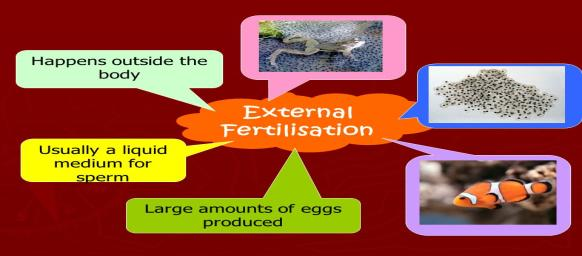 Happens outside the
body
External
Fertilisation
Usually a liquid
medium for
sperm
Large amounts of eggs
produced